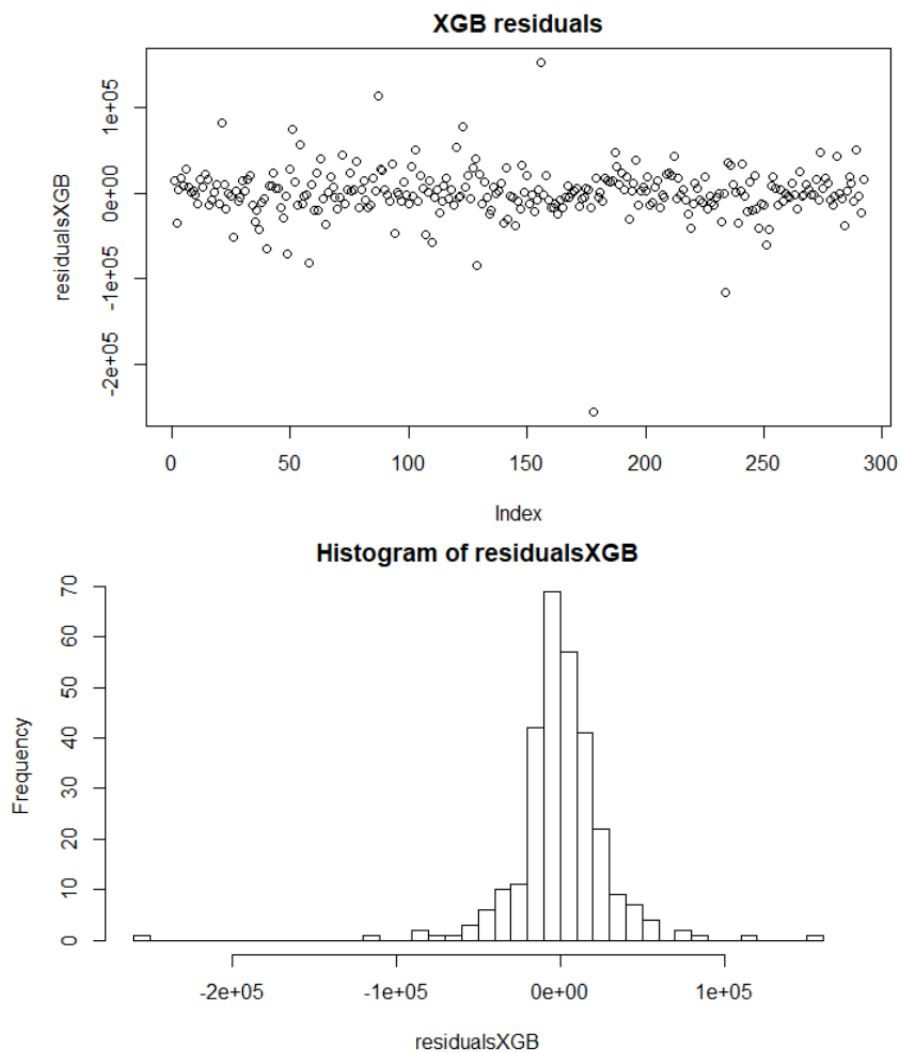 XGB residuals
residualsXGB
1e+05
0e+00
-1e+05
-2e+05
0 50 100 150 200 250 300
Index
Histogram of residualsXGB
Frequency
70
60
50
40
30
20
10
0
-2e+05 -1e+05 0e+00 1e+05
residualsXGB